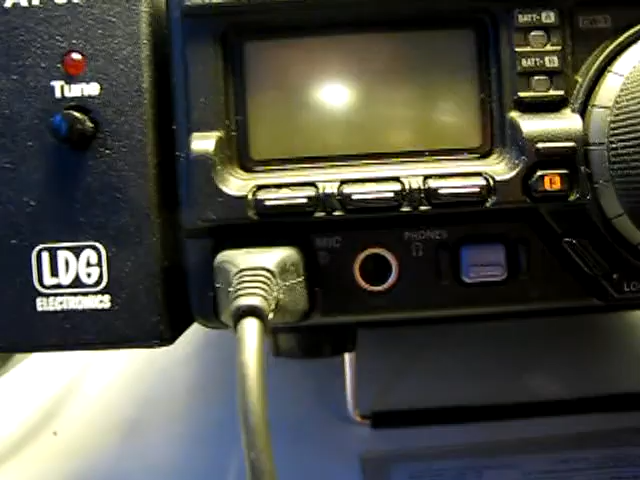 Tune
LDG
ELECTRONICS
BATT-A
BATT-B
MIC
PHONES
F